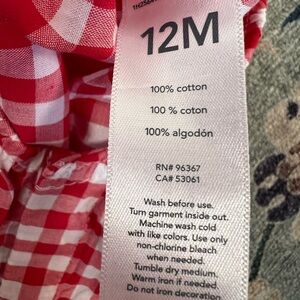 12M
100% cotton
100 % coton
100% algodón
RN# 96367
CA# 53061
Wash before use.
Turn garment inside out.
Machine wash cold
with like colors. Use only
non-chlorine bleach
when needed.
Tumble dry medium.
Warm iron if needed.
Do not iron decoration